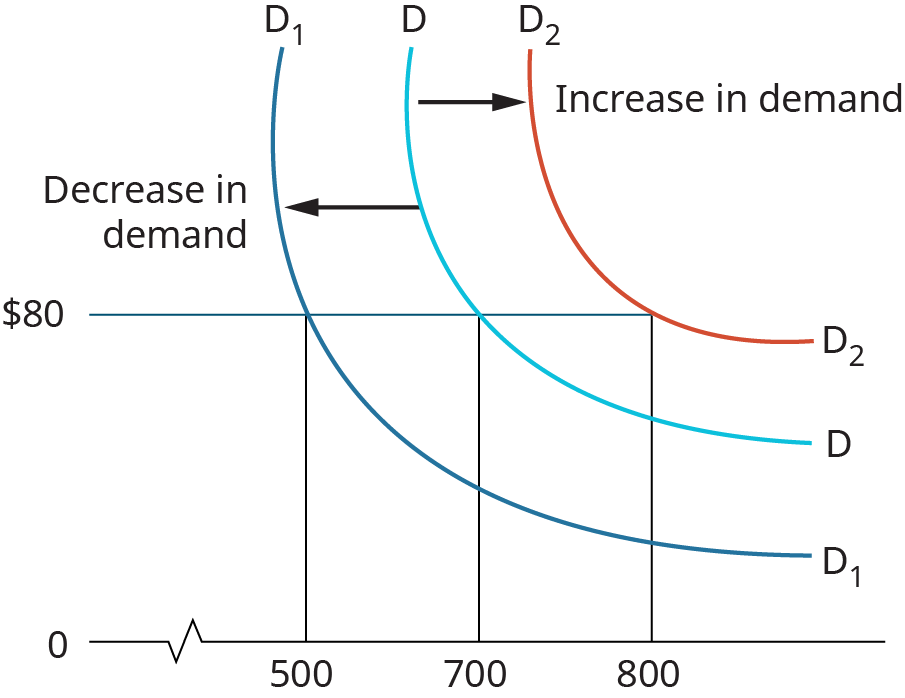 D₁ D D₂
Increase in demand
Decrease in
demand
$80
D₂
D
D₁
0
500 700 800